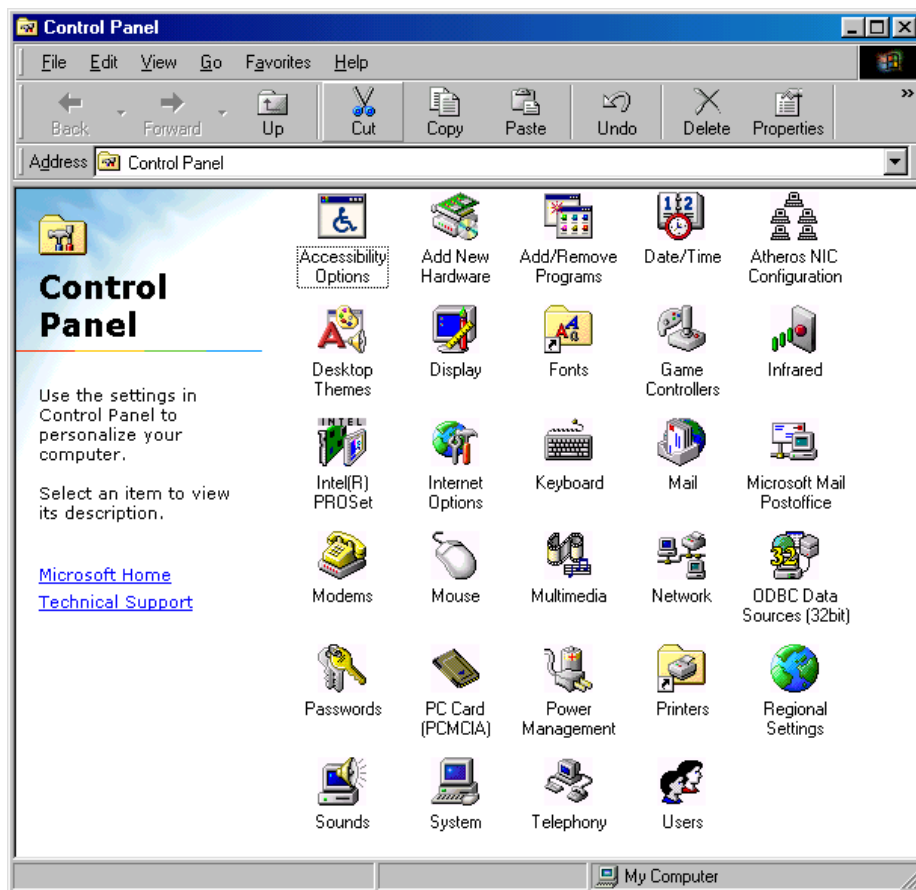 Control Panel
File Edit View Go Favorites Help
Back Forward Up Cut Copy Paste Undo Delete Properties »
Address Control Panel
Control
Panel
Use the settings in
Control Panel to
personalize your
computer.
Select an item to view
its description.
Microsoft Home
Technical Support
Accessibility
Options
Add New
Hardware
Add/Remove
Programs
Date/Time
Atheros NIC
Configuration
Desktop
Themes
Display
Fonts
Game
Controllers
Infrared
INTEL
Intel(R)
PROSet
Internet
Options
Keyboard
Mail
Microsoft Mail
Postoffice
Modems
Mouse
Multimedia
Network
32
ODBC Data
Sources (32bit)
Passwords
PC Card
(PCMCIA)
Power
Management
Printers
Regional
Settings
Sounds
System
Telephony
Users
My Computer